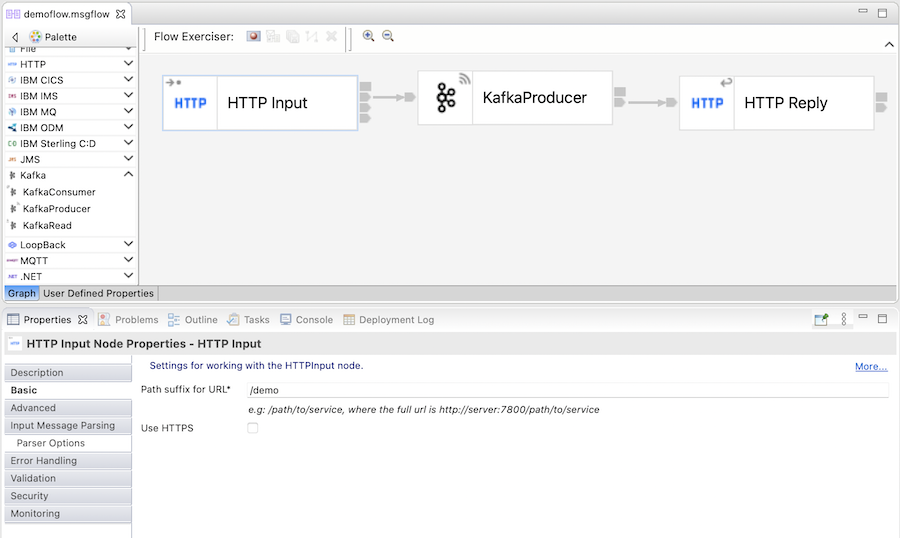 demoflow.msgflow
Palette
Flow Exerciser:
File
HTTP
IBM CICS
IBM IMS
IBM MQ
IBM ODM
IBM Sterling C:D
JMS
Kafka
KafkaConsumer
KafkaProducer
KafkaRead
LoopBack
MQTT
.NET
HTTP
HTTP Input
KafkaProducer
HTTP
HTTP Reply
Graph
User Defined Properties
Properties
Problems
Outline
Tasks
Console
Deployment Log
HTTP Input Node Properties - HTTP Input
Description
Basic
Advanced
Input Message Parsing
Parser Options
Error Handling
Validation
Security
Monitoring
Settings for working with the HTTPInput node.
More...
Path suffix for URL*
/demo
e.g: /path/to/service, where the full url is http://server:7800/path/to/service
Use HTTPS